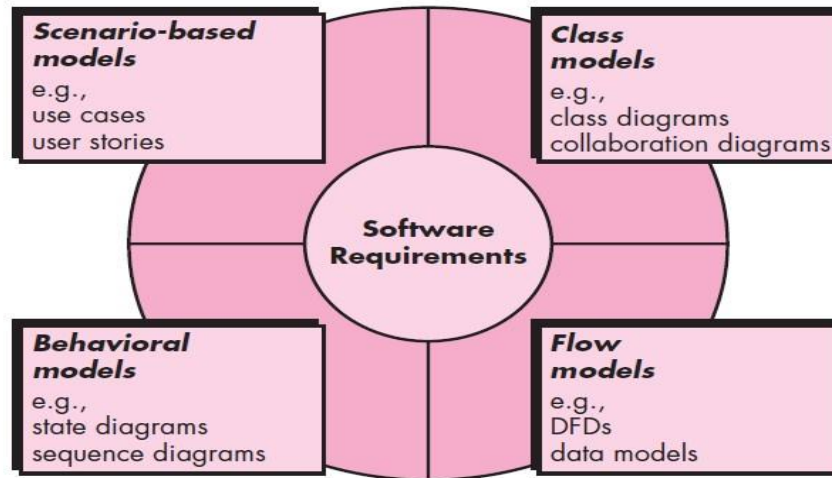 Scenario-based
models
e.g.,
use cases
user stories
Class
models
e.g.,
class diagrams
collaboration diagrams
Software
Requirements
Behavioral
models
e.g.,
state diagrams
sequence diagrams
Flow
models
e.g.,
DFDs
data models